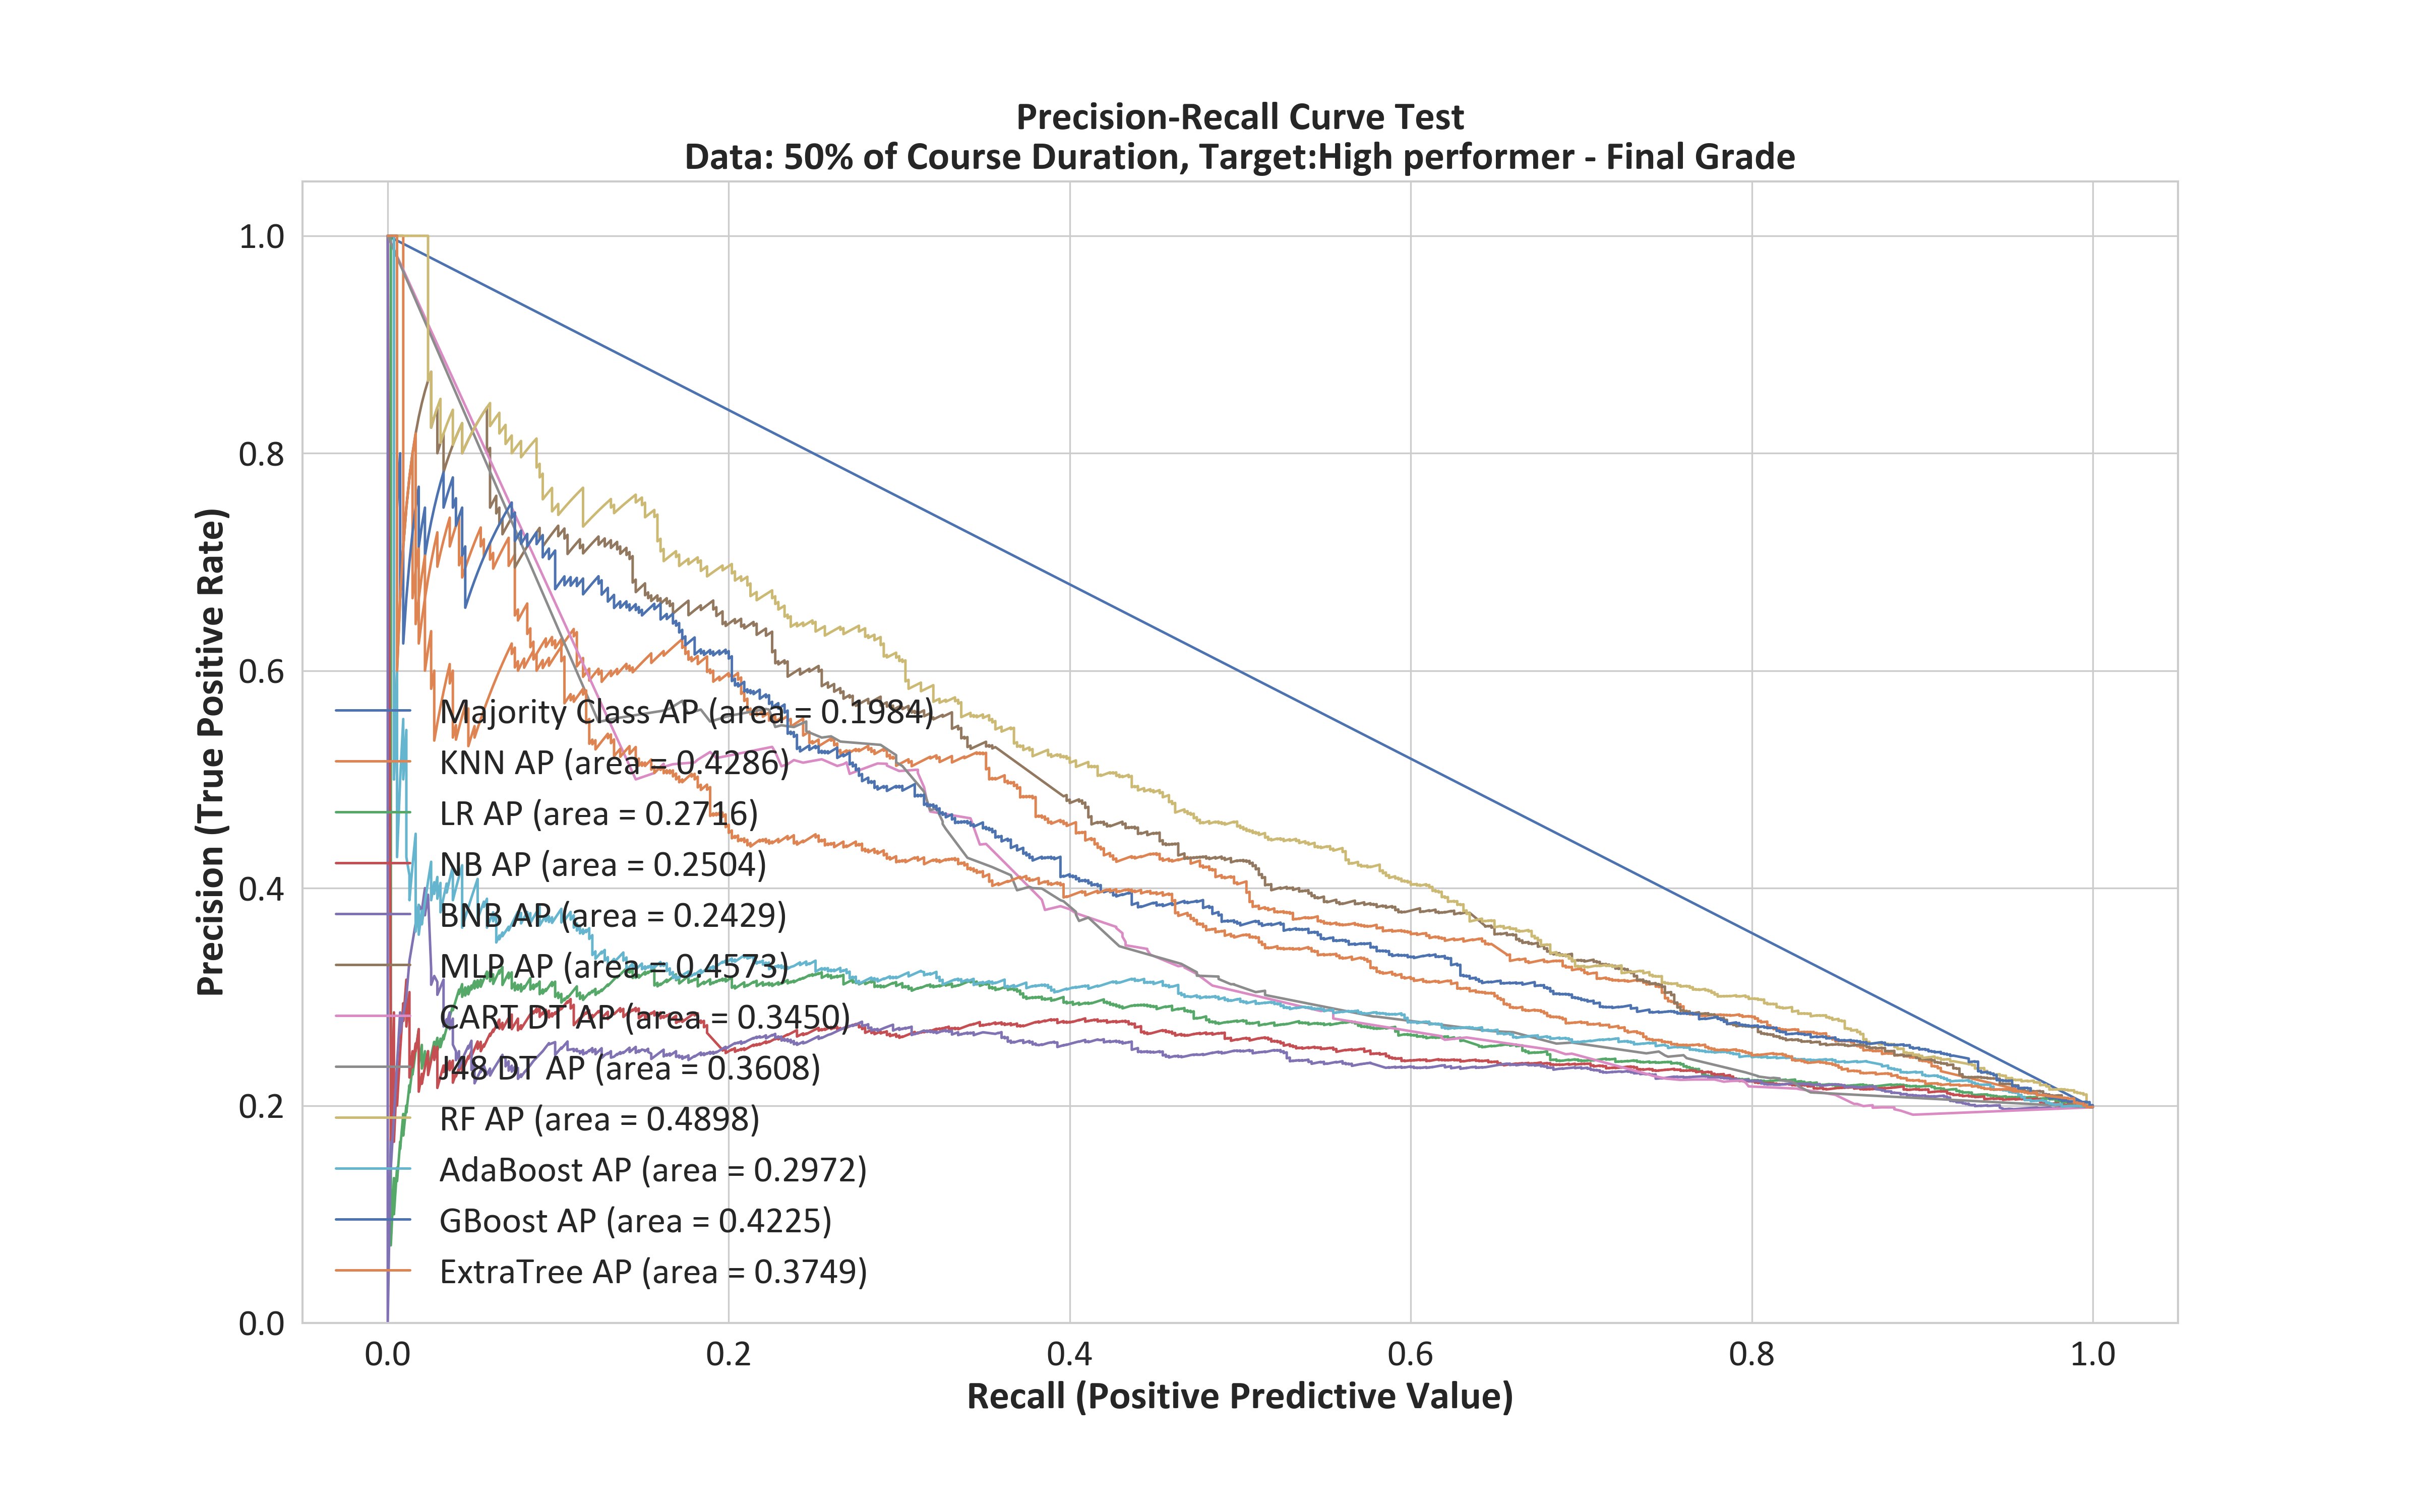 Precision-Recall Curve Test
Data: 50% of Course Duration, Target:High performer - Final Grade
Precision (True Positive Rate)
1.0
0.8
0.6
0.4
0.2
0.0
Majority Class AP (area = 0.1984)
KNN AP (area = 0.4286)
LR AP (area = 0.2716)
NB AP (area = 0.2504)
BNB AP (area = 0.2429)
MLP AP (area = 0.4573)
CART DT AP (area = 0.3450)
J48 DT AP (area = 0.3608)
RF AP (area = 0.4898)
AdaBoost AP (area = 0.2972)
GBoost AP (area = 0.4225)
ExtraTree AP (area = 0.3749)
0.0 0.2 0.4 0.6 0.8 1.0
Recall (Positive Predictive Value)